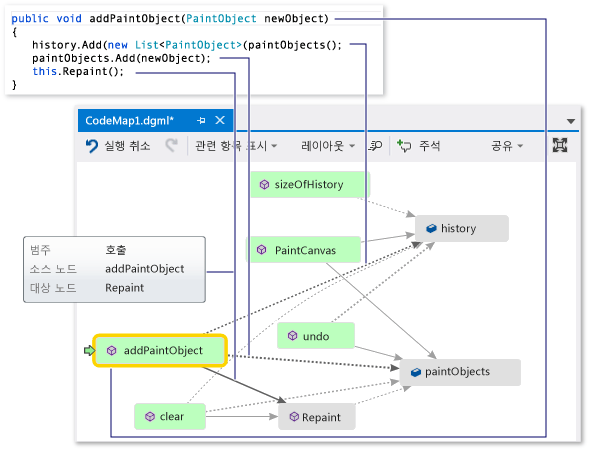 public void addPaintObject(PaintObject newObject)
{
history.Add(new List<PaintObject>(paintObjects();
paintObjects.Add(newObject);
this.Repaint();
}
CodeMap1.dgml*
실행 취소
관련 항목 표시
레이아웃
주석
공유
sizeOfHistory
history
PaintCanvas
범주 호출
소스 노드 addPaintObject
대상 노드 Repaint
undo
addPaintObject
paintObjects
clear
Repaint